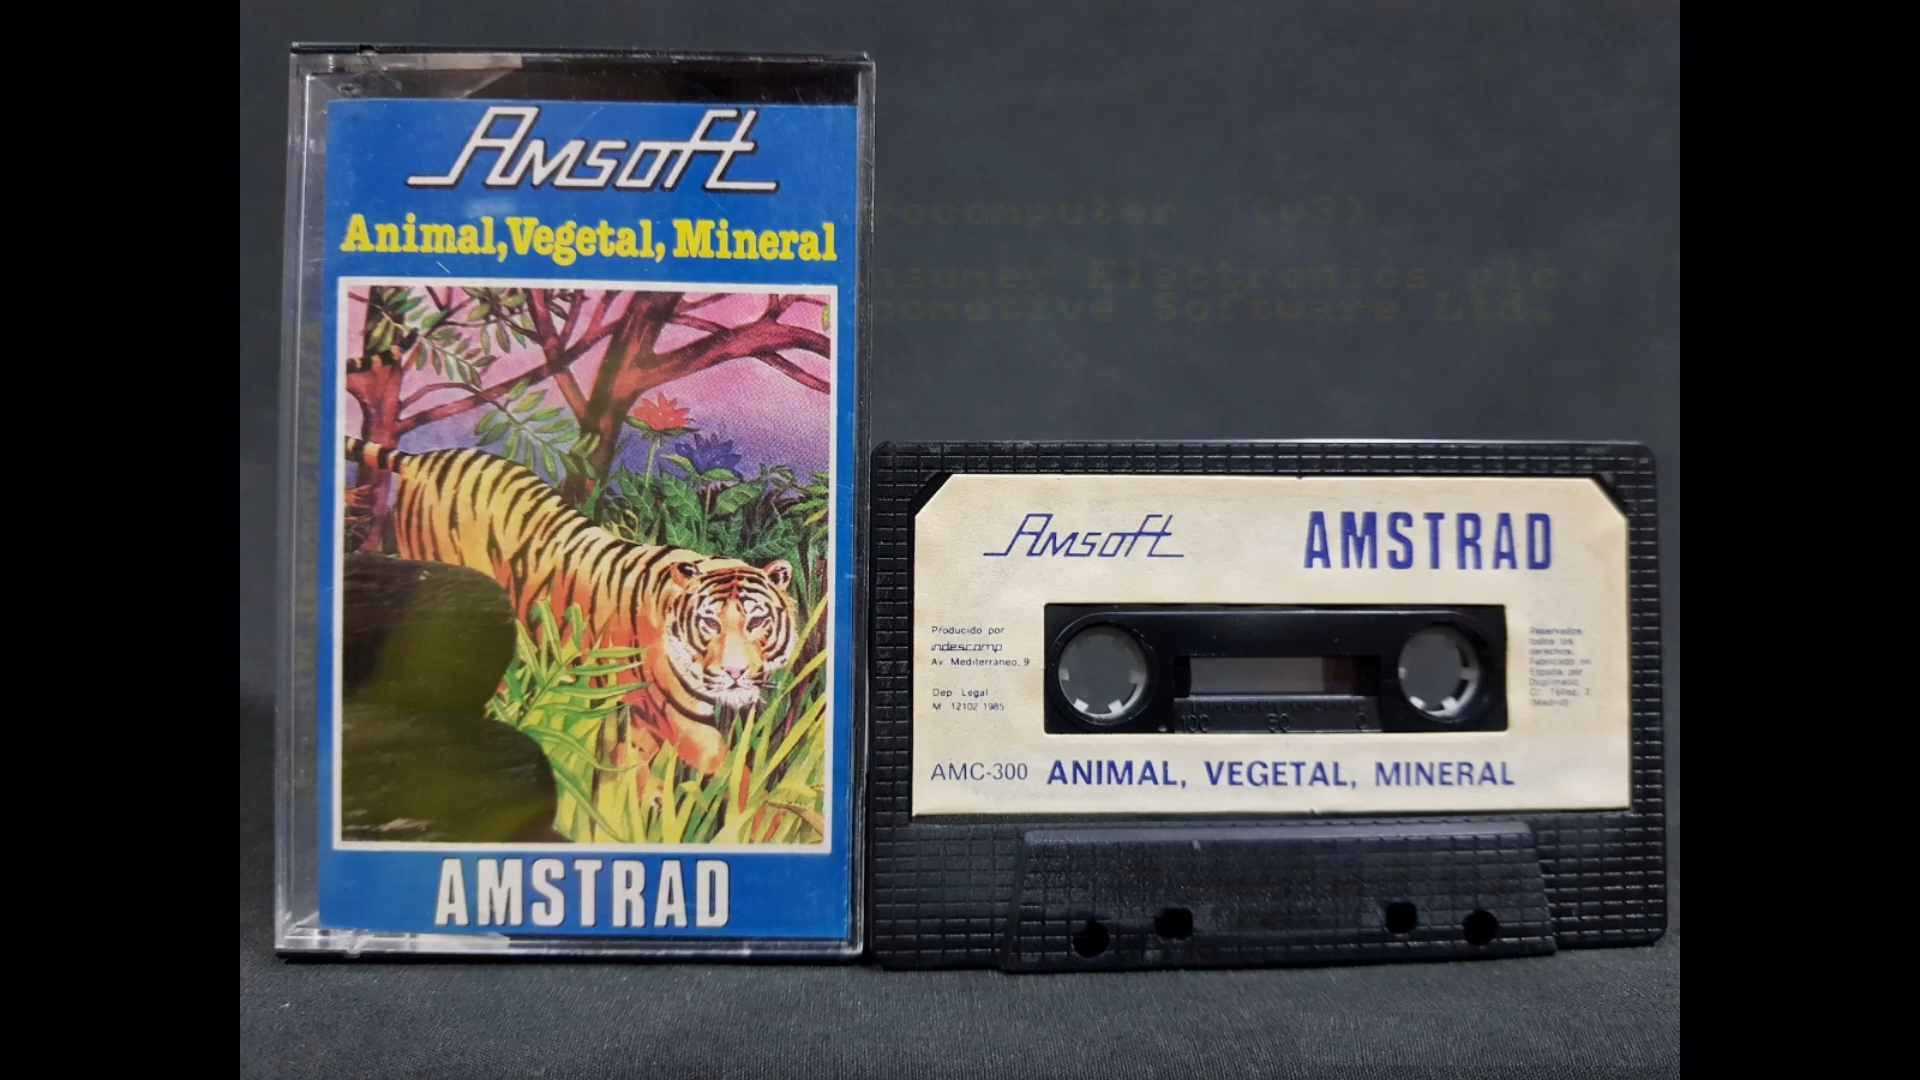 Amsoft
Animal, Vegetal, Mineral
AMSTRAD
rocomputer (v3)
nsumer Electronics plc
ocomotive Software Ltd.
Amsoft AMSTRAD
Producido por
indescomp
Av. Mediterraneo, 9
Dep. Legal
M. 12102 1985
Reservados
todos los
derechos.
Fabricado en
España por
Duplimatic
C/ Téllez, 2
(Madrid)
100 50 0
AMC-300 ANIMAL, VEGETAL, MINERAL